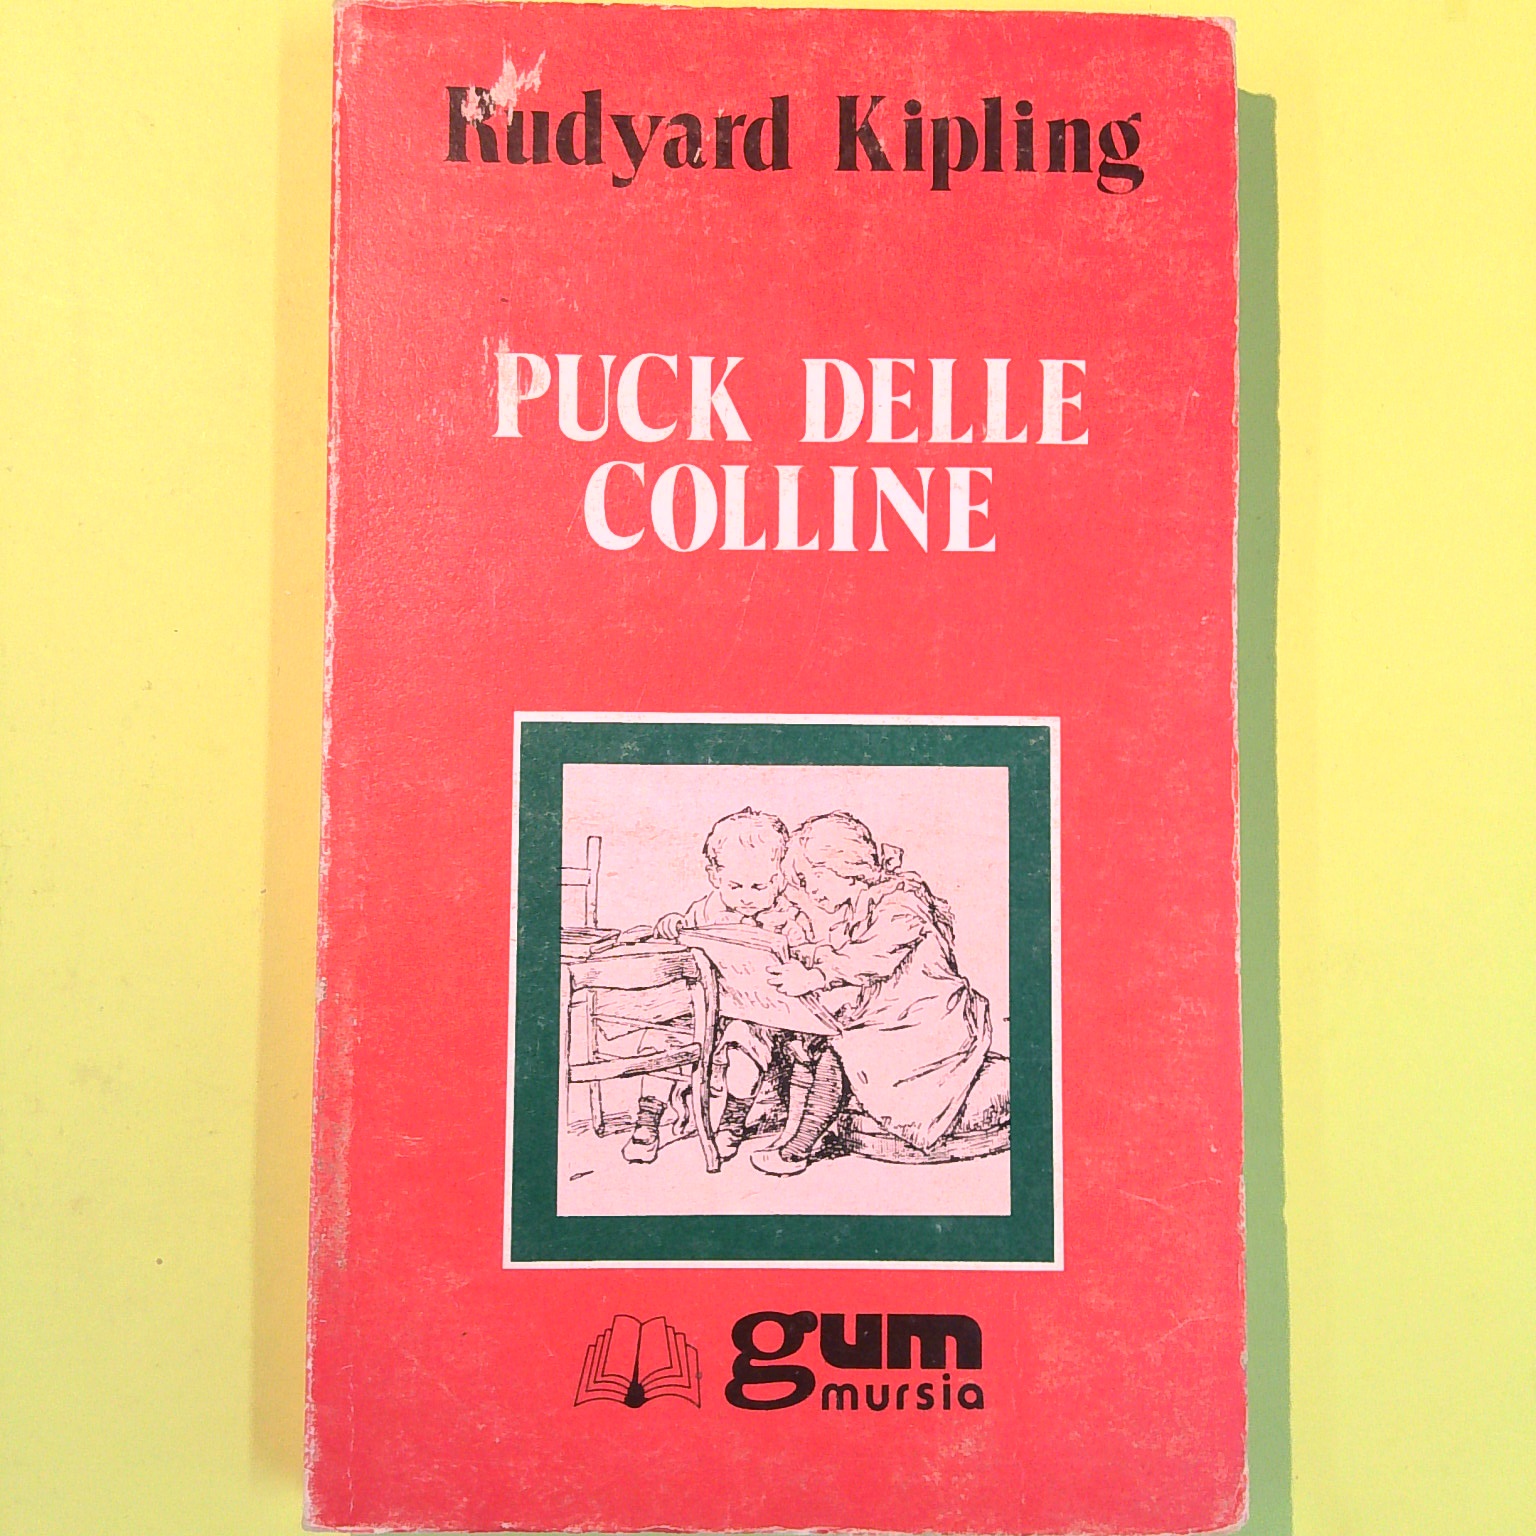 Rudyard Kipling
PUCK DELLE
COLLINE
gum
mursia